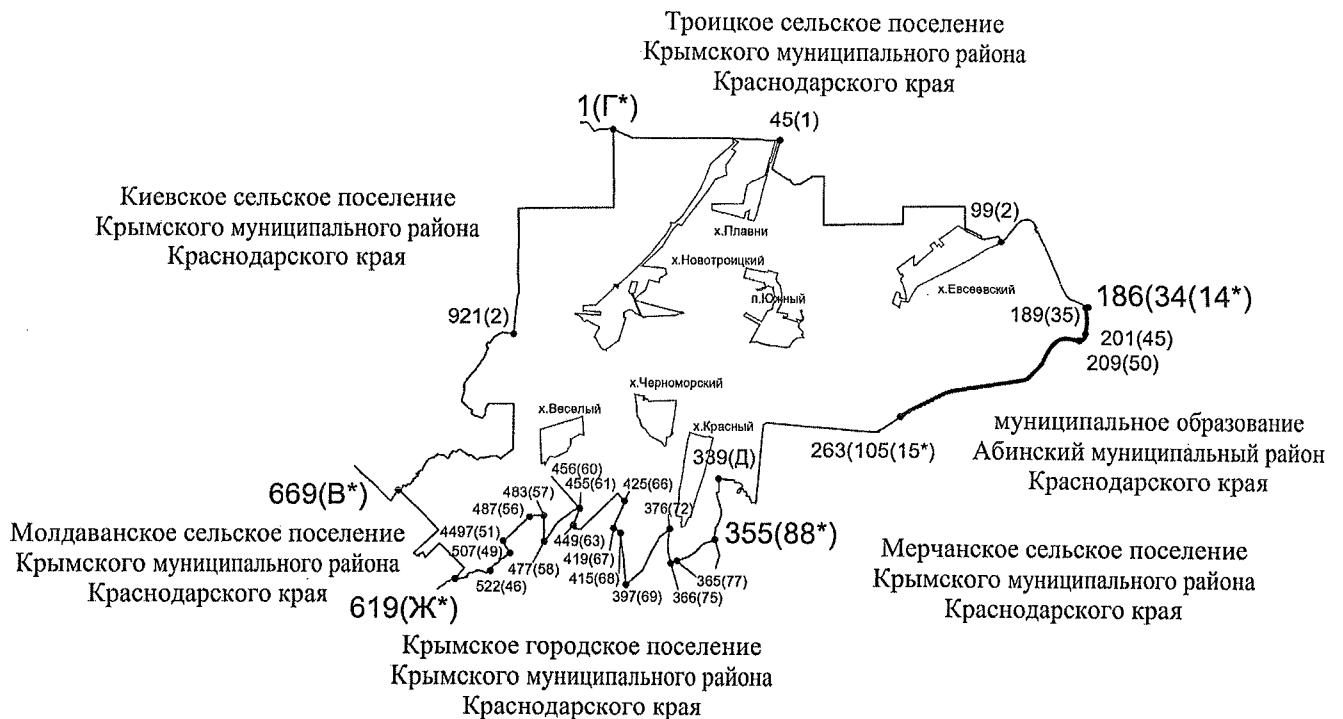 Троицкое сельское поселение
Крымского муниципального района
Краснодарского края
1(Г*)
45(1)
Киевское сельское поселение
Крымского муниципального района
Краснодарского края
99(2)
х.Плавни
х.Новотроицкий
х.Евсеевский
п.Южный
186(34(14*)
189(35)
921(2)
201(45)
209(50)
х.Черноморский
х.Веселый
х.Красный
муниципальное образование
Абинский муниципальный район
Краснодарского края
263(105(15*)
339(Д)
456(60)
455(61)
425(66)
669(В*)
483(57)
487(56)
376(72)
4497(51)
449(63)
355(88*)
Молдаванское сельское поселение
Крымского муниципального района
Краснодарского края
507(49)
419(67)
477(58)
415(68)
365(77)
522(46)
397(69)
366(75)
Мерчанское сельское поселение
Крымского муниципального района
Краснодарского края
619(Ж*)
Крымское городское поселение
Крымского муниципального района
Краснодарского края